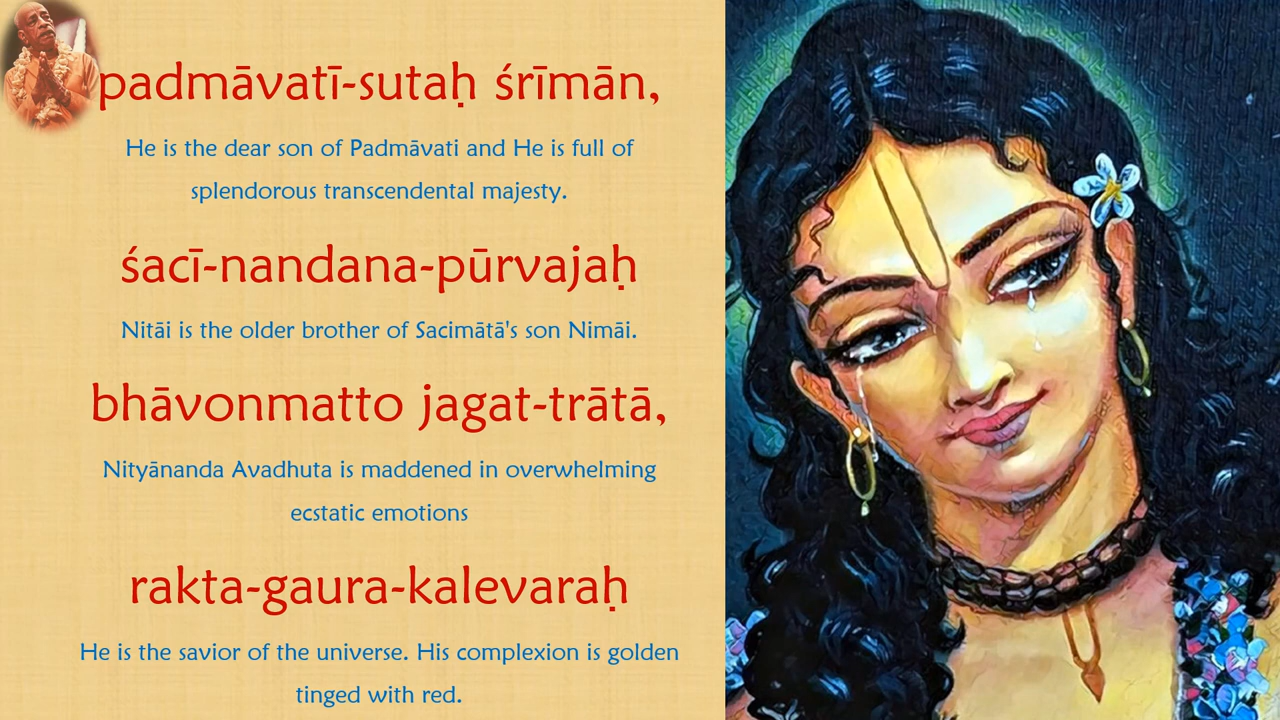 padmāvatī-sutaḥ śrīmān,
He is the dear son of Padmāvati and He is full of
splendorous transcendental majesty.
śacī-nandana-pūrvajaḥ
Nitāi is the older brother of Sacimātā's son Nimāi.
bhāvonmatto jagat-trātā,
Nityānanda Avadhuta is maddened in overwhelming
ecstatic emotions
rakta-gaura-kalevaraḥ
He is the savior of the universe. His complexion is golden
tinged with red.